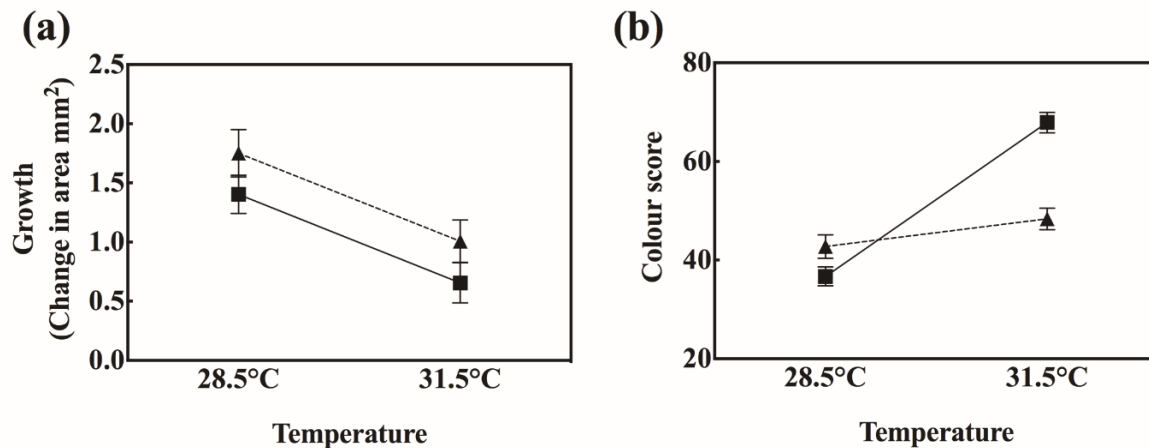 (a)
Growth
(Change in area mm²)
2.5
2.0
1.5
1.0
0.5
0.0
28.5°C 31.5°C
Temperature
(b)
Colour score
80
60
40
20
28.5°C 31.5°C
Temperature